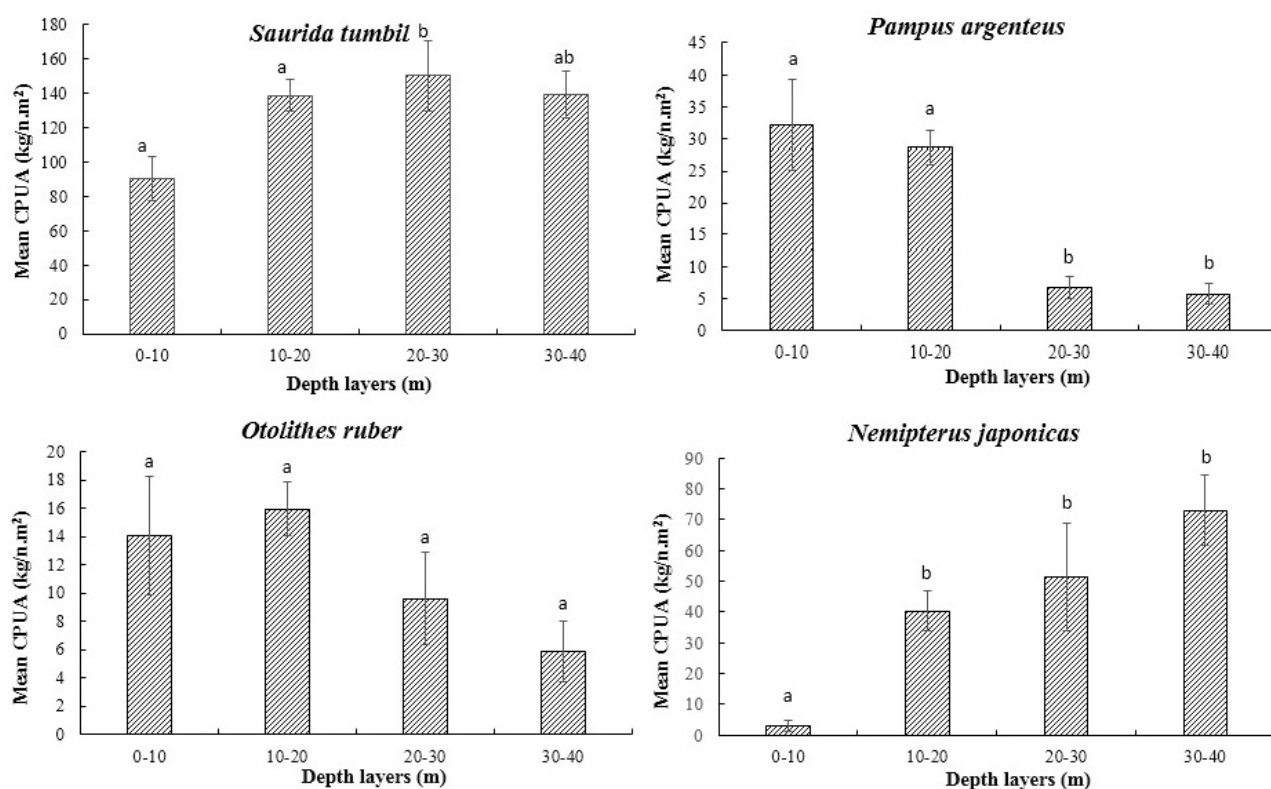 Saurida tumbil
Mean CPUA (kg/n.m²)
180
160
140
120
100
80
60
40
20
0
a
a
b
ab
0-10
10-20
20-30
30-40
Depth layers (m)
Pampus argenteus
Mean CPUA (kg/n.m²)
45
40
35
30
25
20
15
10
5
0
a
a
b
b
0-10
10-20
20-30
30-40
Depth layers (m)
Otolithes ruber
Mean CPUA (kg/n.m²)
20
18
16
14
12
10
8
6
4
2
0
a
a
a
a
0-10
10-20
20-30
30-40
Depth layers (m)
Nemipterus japonicas
Mean CPUA (kg/n.m²)
90
80
70
60
50
40
30
20
10
0
a
b
b
b
0-10
10-20
20-30
30-40
Depth layers (m)